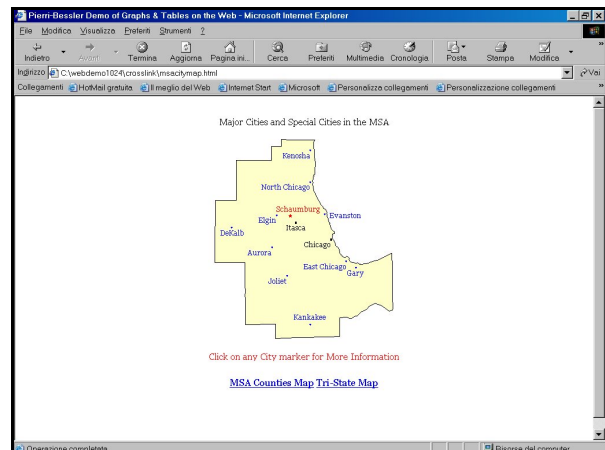 Pierri-Bessler Demo of Graphs & Tables on the Web - Microsoft Internet Explorer
File Modifica Visualizza Preferiti Strumenti ?
Indietro Avanti Termina Aggiorna Pagina ini... Cerca Preferiti Multimedia Cronologia Posta Stampa Modifica »
Indirizzo C:\webdemo1024\crosslink\msacitymap.html Vai
Collegamenti HotMail gratuita Il meglio del Web Internet Start Microsoft Personalizza collegamenti Personalizzazione collegamenti »
Major Cities and Special Cities in the MSA
Kenosha
North Chicago
Schaumburg
Elgin
Evanston
Itasca
DeKalb
Chicago
Aurora
East Chicago
Gary
Joliet
Kankakee
Click on any City marker for More Information
MSA Counties Map Tri-State Map
Operazione completata
Risorse del computer